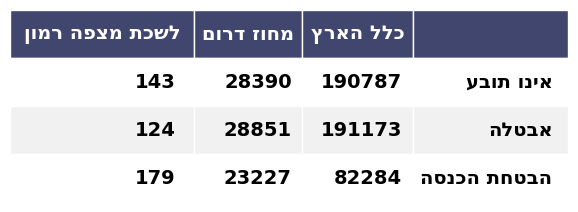 כלל הארץ מחוז דרום לשכת מצפה רמון
אינו תובע 190787 28390 143
אבטלה 191173 28851 124
הבטחת הכנסה 82284 23227 179